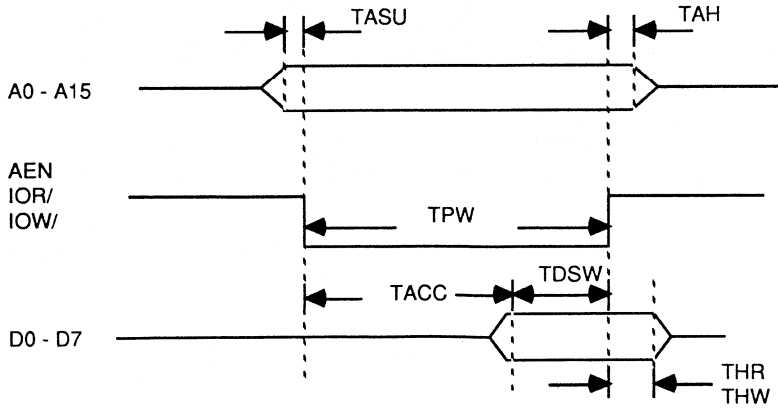 TASU
TAH
A0 - A15
AEN
IOR/
IOW/
TPW
TDSW
TACC
D0 - D7
THR
THW